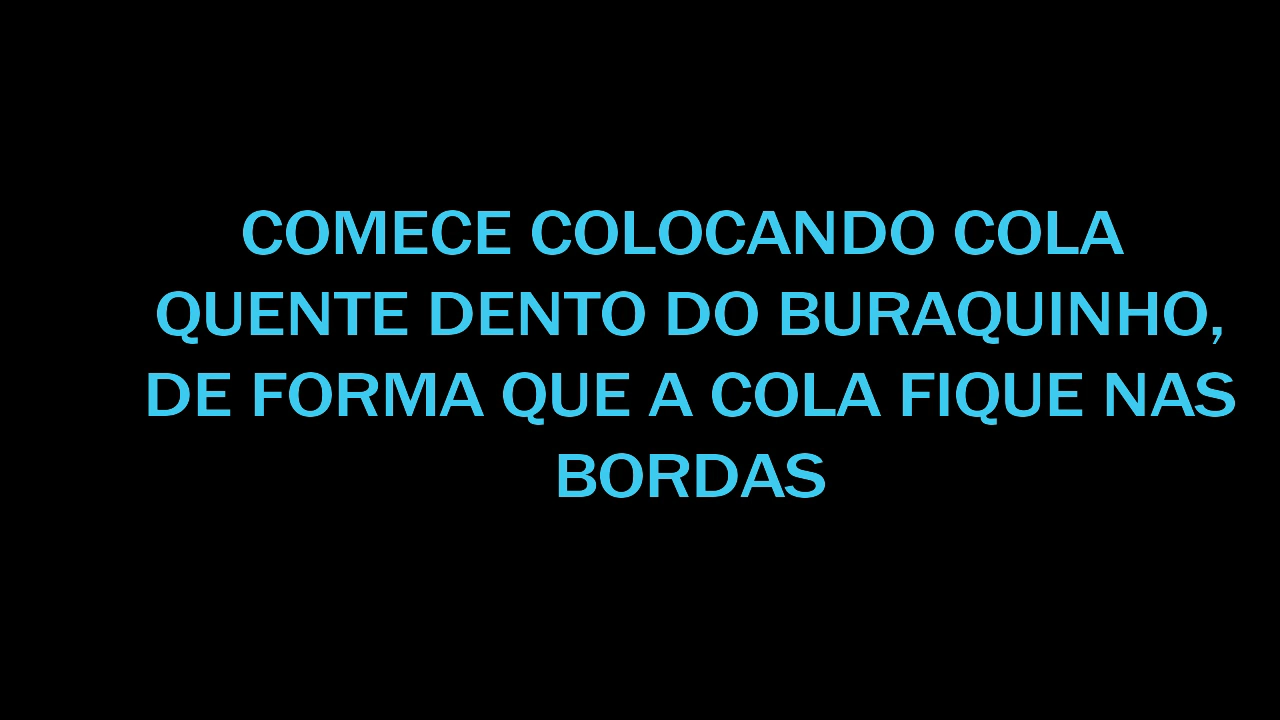 COMECE COLOCANDO COLA
QUENTE DENTO DO BURAQUINHO,
DE FORMA QUE A COLA FIQUE NAS
BORDAS